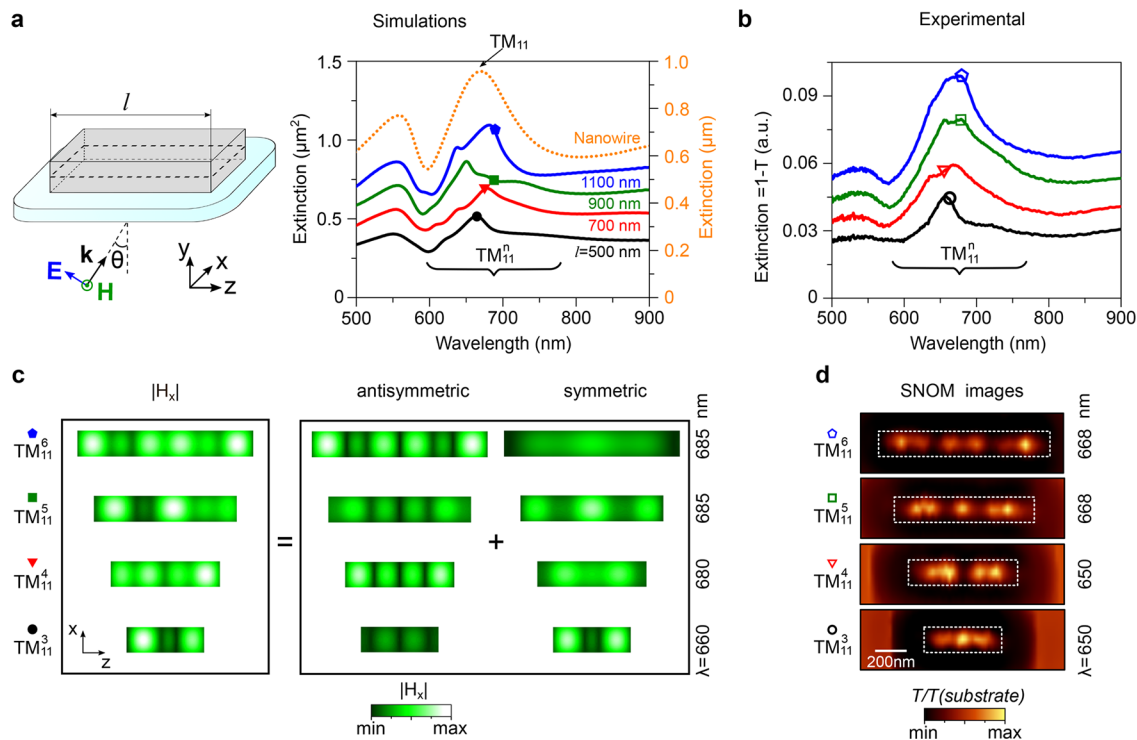 a
Simulations
b
Experimental
l
k
E
H
θ
y
x
z
TM₁₁
Extinction (μm²)
1.5
1.0
0.5
0
1.0
0.8
0.6
0.4
0.2
0
Extinction (μm)
Nanowire
1100 nm
900 nm
700 nm
l=500 nm
TM₁₁ⁿ
500 600 700 800 900
Wavelength (nm)
Extinction =1-T (a.u.)
0.09
0.06
0.03
0.00
TM₁₁ⁿ
500 600 700 800 900
Wavelength (nm)
c
|Hₓ|
antisymmetric
symmetric
nm
TM₁₁⁶
685
TM₁₁⁵
685
TM₁₁⁴
680
TM₁₁³
λ=660
x
z
=
+
|Hₓ|
min max
d
SNOM images
nm
TM₁₁⁶
668
TM₁₁⁵
668
TM₁₁⁴
650
TM₁₁³
λ=650
200nm
T/T(substrate)
min max